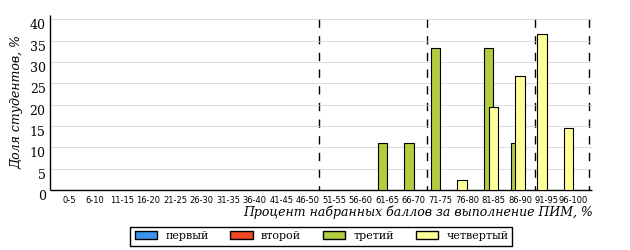 Доля студентов, %
40
35
30
25
20
15
10
5
0
0-5 6-10 11-15 16-20 21-25 26-30 31-35 36-40 41-45 46-50 51-55 56-60 61-65 66-70 71-75 76-80 81-85 86-90 91-95 96-100
Процент набранных баллов за выполнение ПИМ, %
первый второй третий четвертый